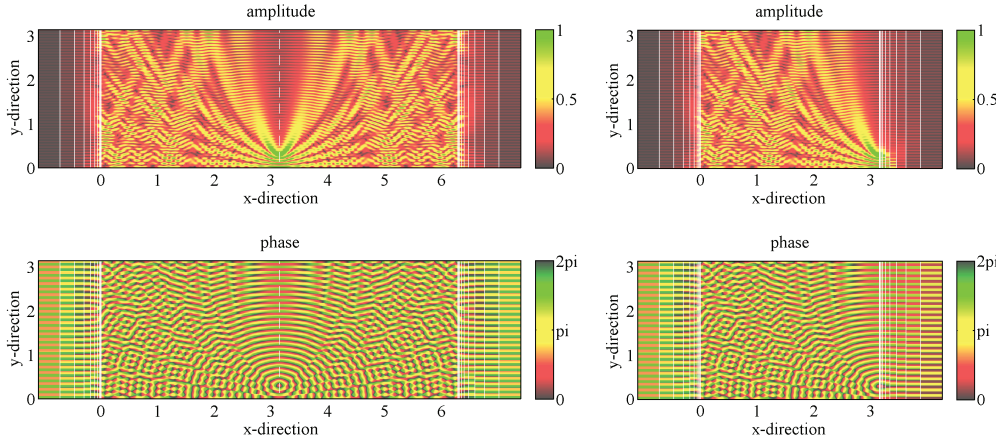 amplitude
amplitude
y-direction
3
2
1
0
0 1 2 3 4 5 6
x-direction
1
0.5
0
y-direction
3
2
1
0
0 1 2 3
x-direction
1
0.5
0
phase
phase
y-direction
3
2
1
0
0 1 2 3 4 5 6
x-direction
2pi
pi
0
y-direction
3
2
1
0
0 1 2 3
x-direction
2pi
pi
0